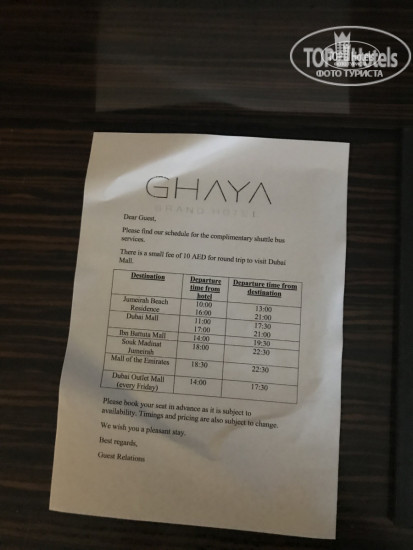 TOPHotels
ФОТО ТУРИСТА
GHAYA
GRAND HOTEL
Dear Guest,
Please find our schedule for the complimentary shuttle bus
services.
There is a small fee of 10 AED for round trip to visit Dubai
Mall.
Destination Departure time from hotel Departure time from destination
Jumeirah Beach Residence 10:00 16:00 13:00 21:00
Dubai Mall 11:00 17:00 17:30 21:00
Ibn Battuta Mall 14:00 19:30
Souk Madinat Jumeirah 18:00 22:30
Mall of the Emirates 18:30 22:30
Dubai Outlet Mall (every Friday) 14:00 17:30
Please book your seat in advance as it is subject to
availability. Timings and pricing are also subject to change.
We wish you a pleasant stay.
Best regards,
Guest Relations